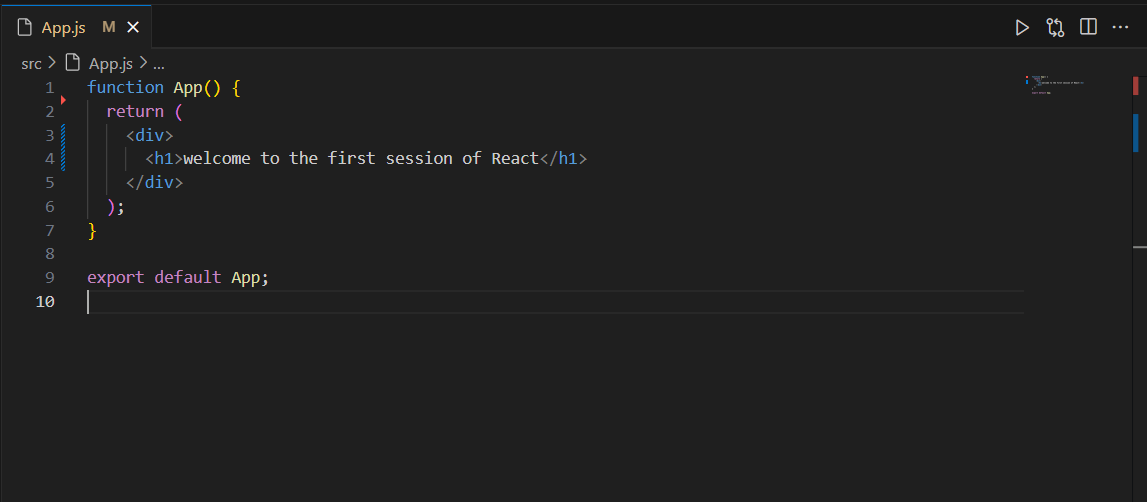 App.js M
src > App.js > ...
1 function App() {
2   return (
3     <div>
4       <h1>welcome to the first session of React</h1>
5     </div>
6   );
7 }
8
9 export default App;
10